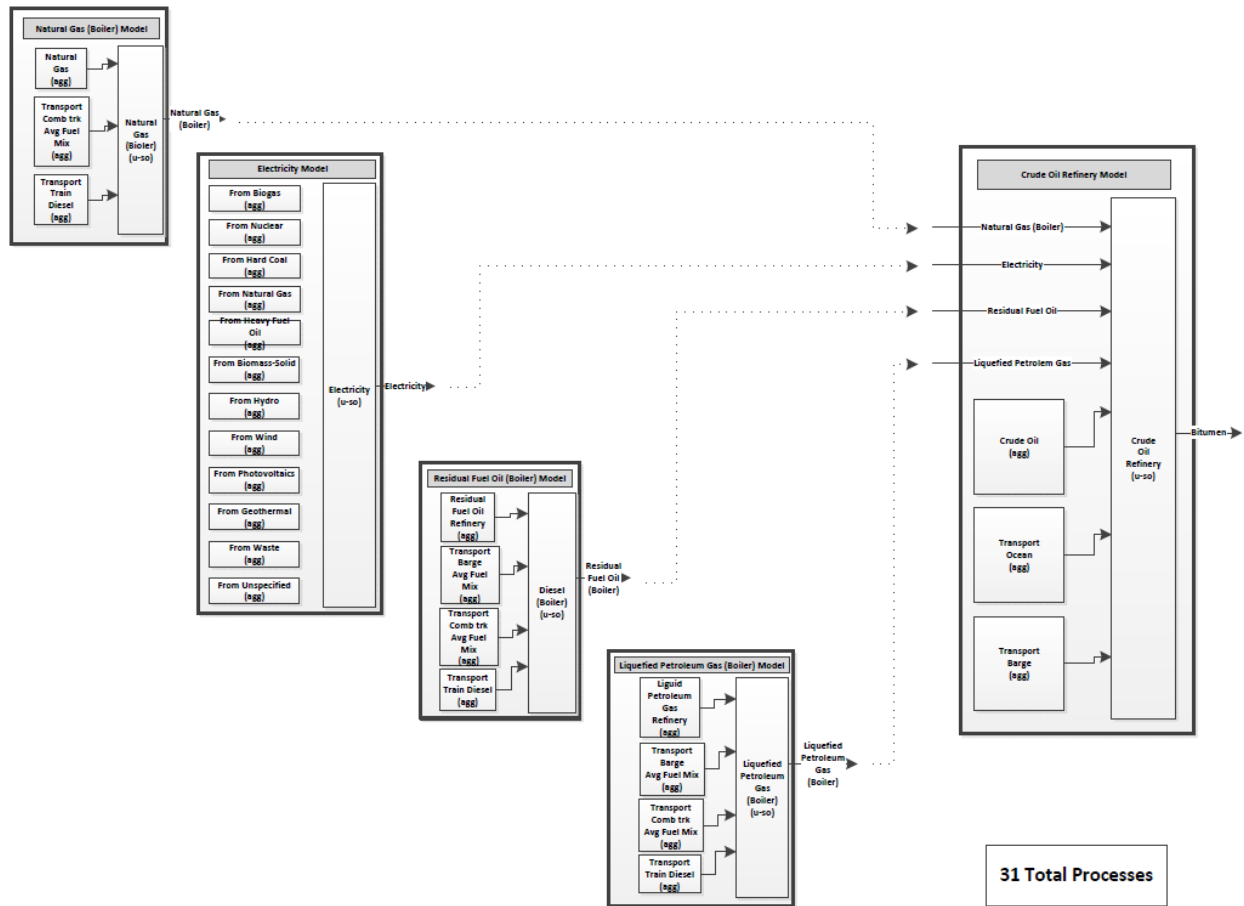 Natural Gas (Boiler) Model
Natural
Gas
(agg)
Transport
Comb trk
Avg Fuel
Mix
(agg)
Transport
Train
Diesel
(agg)
Natural
Gas
(Bioler)
(u-so)
Natural Gas
(Boiler)
Electricity Model
From Biogas
(agg)
From Nuclear
(agg)
From Hard Coal
(agg)
From Natural Gas
(agg)
From Heavy Fuel
Oil
(agg)
From Biomass-Solid
(agg)
From Hydro
(agg)
From Wind
(agg)
From Photovoltaics
(agg)
From Geothermal
(agg)
From Waste
(agg)
From Unspecified
(agg)
Electricity
(u-so)
Electricity
Residual Fuel Oil (Boiler) Model
Residual
Fuel Oil
Refinery
(agg)
Transport
Barge
Avg Fuel
Mix
(agg)
Transport
Comb trk
Avg Fuel
Mix
(agg)
Transport
Train Diesel
(agg)
Diesel
(Boiler)
(u-so)
Residual
Fuel Oil
(Boiler)
Liquefied Petroleum Gas (Boiler) Model
Liguid
Petroleum
Gas
Refinery
(agg)
Transport
Barge
Avg Fuel Mix
(agg)
Transport
Comb trk
Avg Fuel Mix
(agg)
Transport
Train Diesel
(agg)
Liquefied
Petroleum
Gas
(Boiler)
(u-so)
Liquefied
Petroleum
Gas
(Boiler)
Crude Oil Refinery Model
Natural Gas (Boiler)
Electricity
Residual Fuel Oil
Liquefied Petrolem Gas
Crude Oil
(agg)
Transport
Ocean
(agg)
Transport
Barge
(agg)
Crude
Oil
Refinery
(u-so)
Bitumen
31 Total Processes